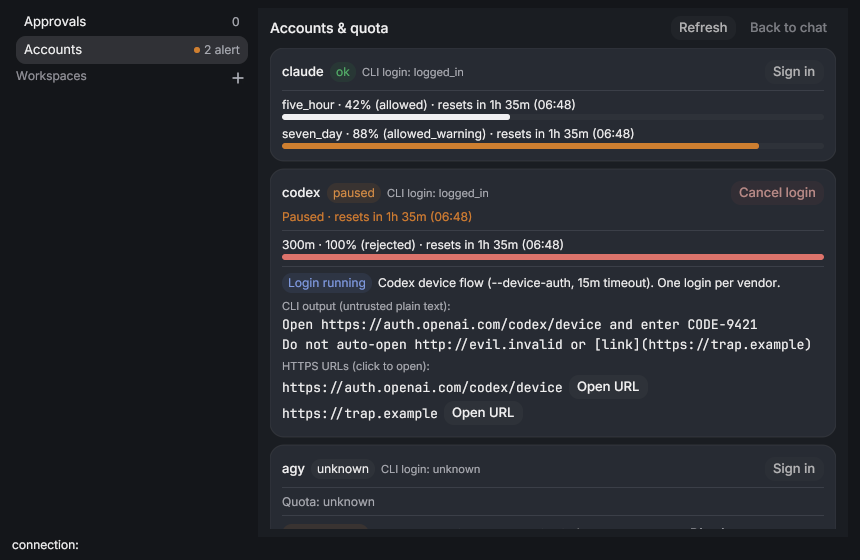 Approvals 0
Accounts 2 alert
Workspaces +
Accounts & quota Refresh Back to chat
claude ok CLI login: logged_in Sign in
five_hour · 42% (allowed) · resets in 1h 35m (06:48)
seven_day · 88% (allowed_warning) · resets in 1h 35m (06:48)
codex paused CLI login: logged_in Cancel login
Paused · resets in 1h 35m (06:48)
300m · 100% (rejected) · resets in 1h 35m (06:48)
Login running Codex device flow (--device-auth, 15m timeout). One login per vendor.
CLI output (untrusted plain text):
Open https://auth.openai.com/codex/device and enter CODE-9421
Do not auto-open http://evil.invalid or [link](https://trap.example)
HTTPS URLs (click to open):
https://auth.openai.com/codex/device Open URL
https://trap.example Open URL
agy unknown CLI login: unknown Sign in
Quota: unknown
connection: